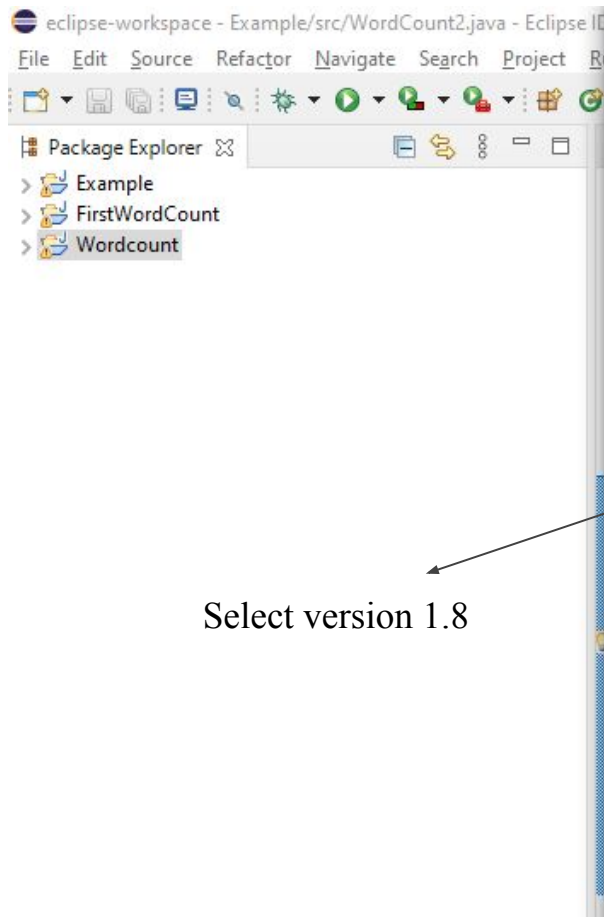 eclipse-workspace - Example/src/WordCount2.java - Eclipse
File Edit Source Refactor Navigate Search Project
Package Explorer
Example
FirstWordCount
Wordcount
Select version 1.8